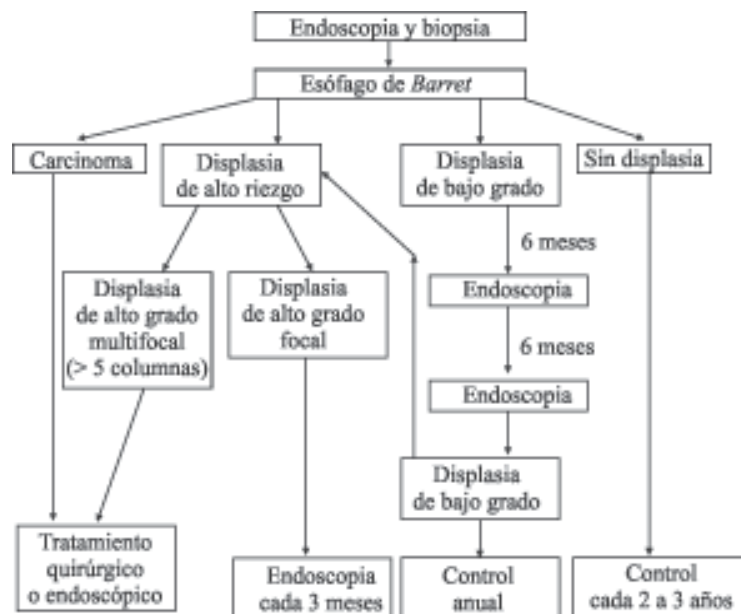 Endoscopia y biopsia
Esófago de Barret
Carcinoma
Displasia
de alto riezgo
Displasia
de bajo grado
Sin displasia
6 meses
Displasia
de alto grado
multifocal
(> 5 columnas)
Displasia
de alto grado
focal
Endoscopia
6 meses
Endoscopia
Displasia
de bajo grado
Tratamiento
quirúrgico
o endoscópico
Endoscopia
cada 3 meses
Control
anual
Control
cada 2 a 3 años